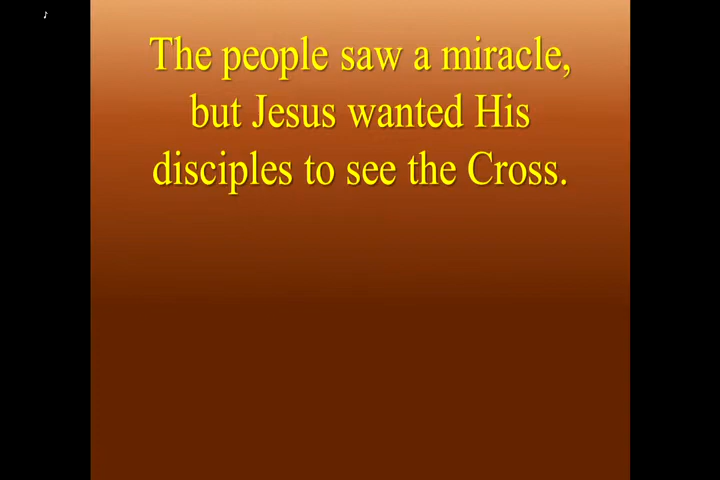 The people saw a miracle,
but Jesus wanted His
disciples to see the Cross.